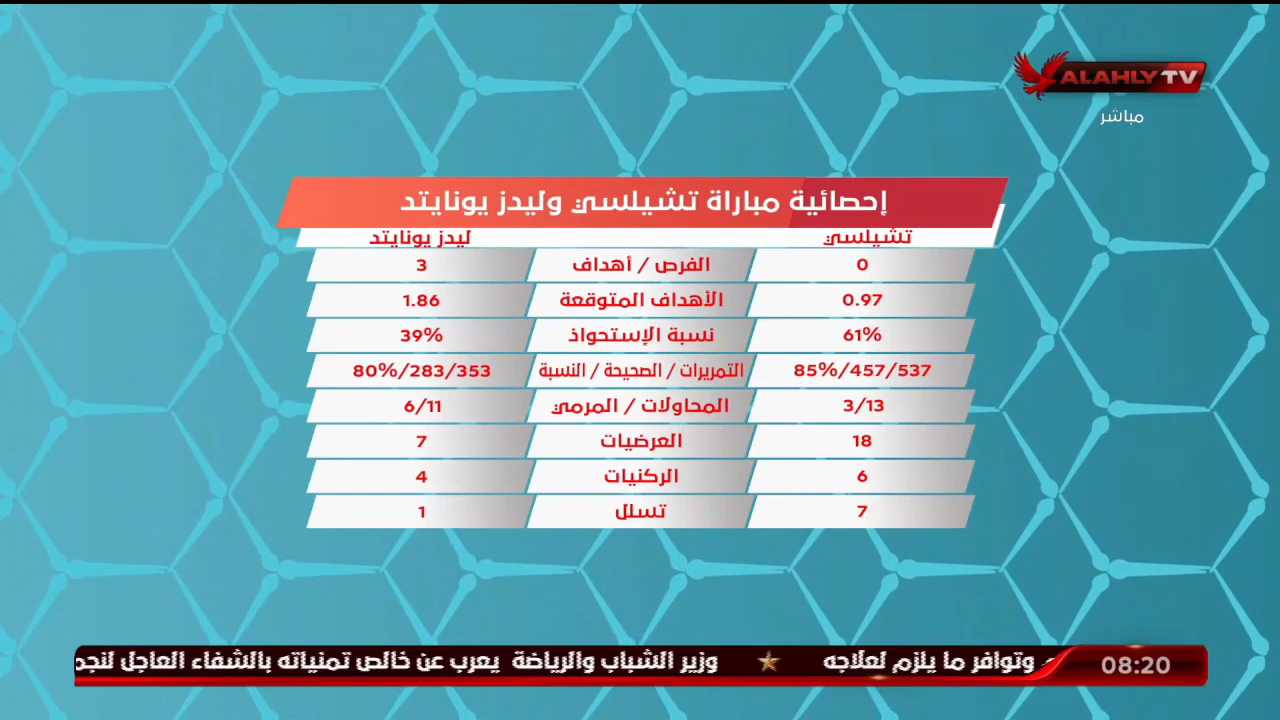 ALAHLY TV
مباشر
إحصائية مباراة تشيلسي وليدز يونايتد
تشيلسي ليدز يونايتد
0 الفرص / أهداف 3
0.97 الأهداف المتوقعة 1.86
61% نسبة الإستحواذ 39%
85%/457/537 التمريرات / الصحيحة / النسبة 80%/283/353
3/13 المحاولات / المرمي 6/11
18 العرضيات 7
6 الركنيات 4
7 تسلل 1
08:20 وتوافر ما يلزم لعلاجه وزير الشباب والرياضة يعرب عن خالص تمنياته بالشفاء العاجل